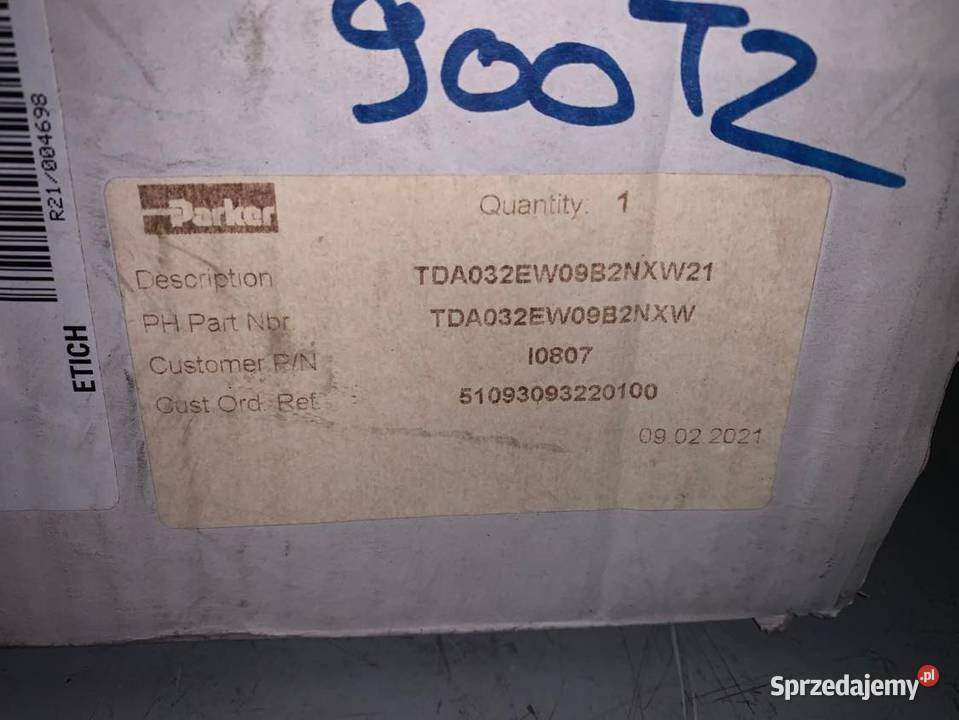 900T2
R21/004698
ETICH
Parker
Quantity: 1
Description TDA032EW09B2NXW21
PH Part Nbr TDA032EW09B2NXW
Customer P/N I0807
Cust Ord. Ref. 51093093220100
09.02.2021
Sprzedajemy.pl